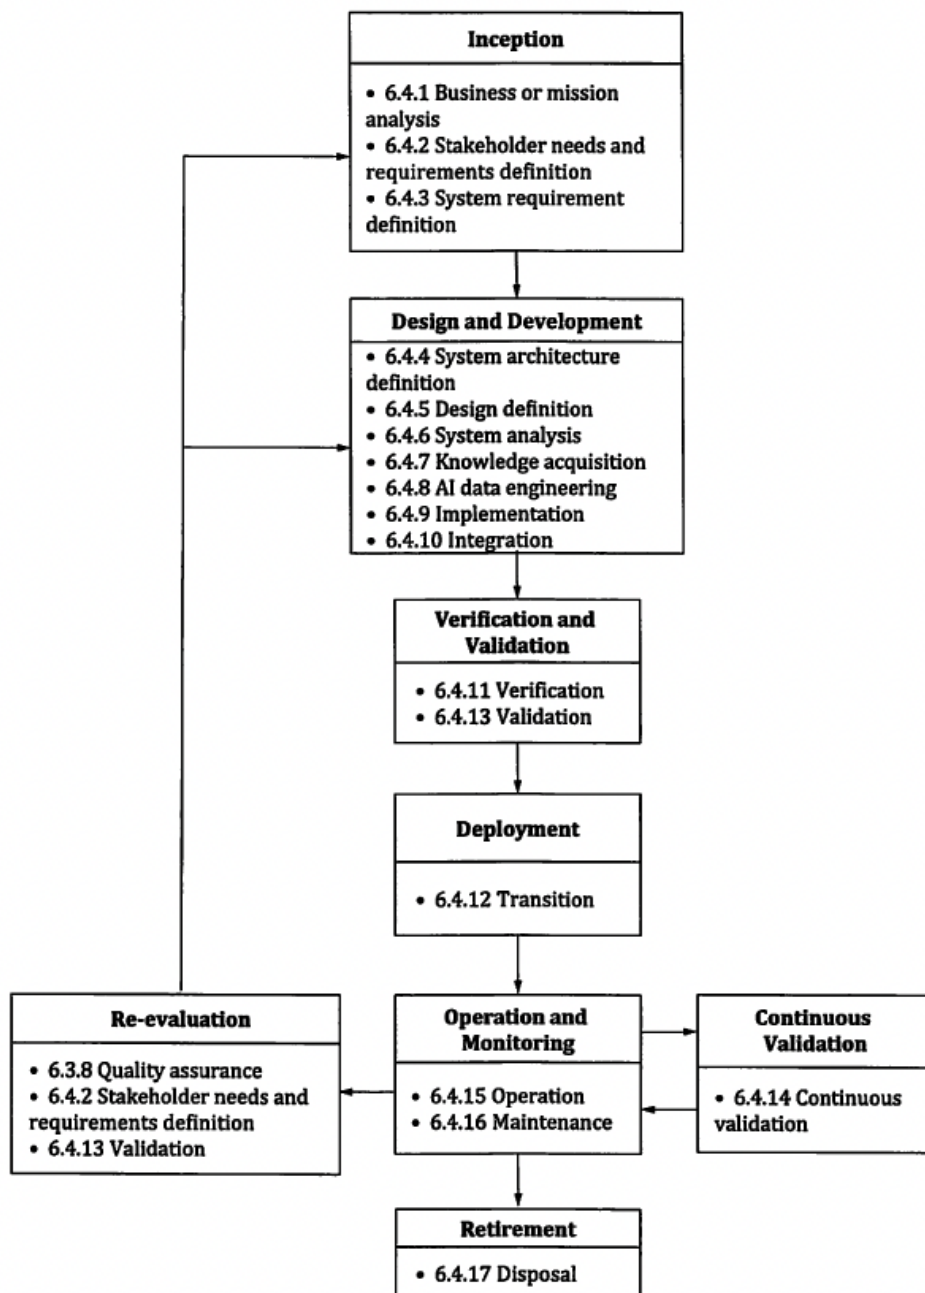 Inception
• 6.4.1 Business or mission
analysis
• 6.4.2 Stakeholder needs and
requirements definition
• 6.4.3 System requirement
definition
Design and Development
• 6.4.4 System architecture
definition
• 6.4.5 Design definition
• 6.4.6 System analysis
• 6.4.7 Knowledge acquisition
• 6.4.8 AI data engineering
• 6.4.9 Implementation
• 6.4.10 Integration
Verification and
Validation
• 6.4.11 Verification
• 6.4.13 Validation
Deployment
• 6.4.12 Transition
Re-evaluation
• 6.3.8 Quality assurance
• 6.4.2 Stakeholder needs and
requirements definition
• 6.4.13 Validation
Operation and
Monitoring
• 6.4.15 Operation
• 6.4.16 Maintenance
Continuous
Validation
• 6.4.14 Continuous
validation
Retirement
• 6.4.17 Disposal